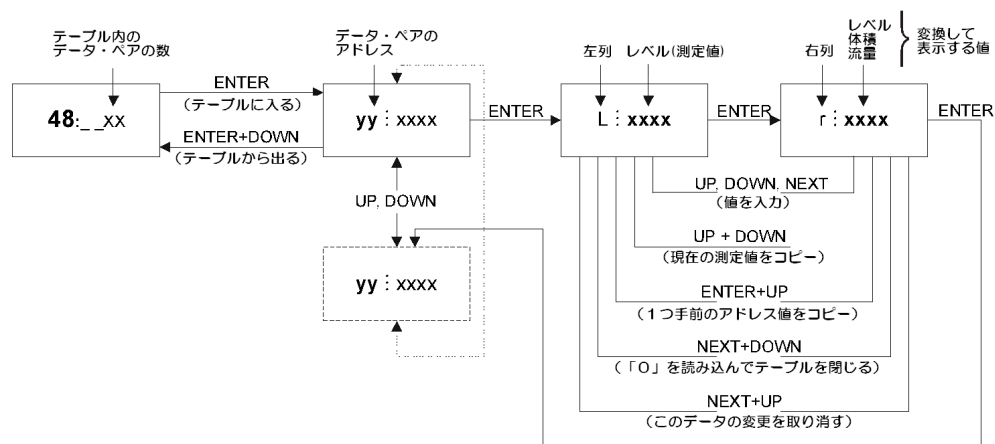 テーブル内の
データ・ペアの数
データ・ペアの
アドレス
左列
レベル(測定値)
右列
レベル
体積
流量
変換して
表示する値
48:_ _xx
ENTER
(テーブルに入る)
ENTER+DOWN
(テーブルから出る)
yy:xxxx
ENTER
L:xxxx
ENTER
r:xxxx
ENTER
UP, DOWN
yy:xxxx
UP, DOWN, NEXT
(値を入力)
UP + DOWN
(現在の測定値をコピー)
ENTER+UP
(1つ手前のアドレス値をコピー)
NEXT+DOWN
(「0」を読み込んでテーブルを閉じる)
NEXT+UP
(このデータの変更を取り消す)